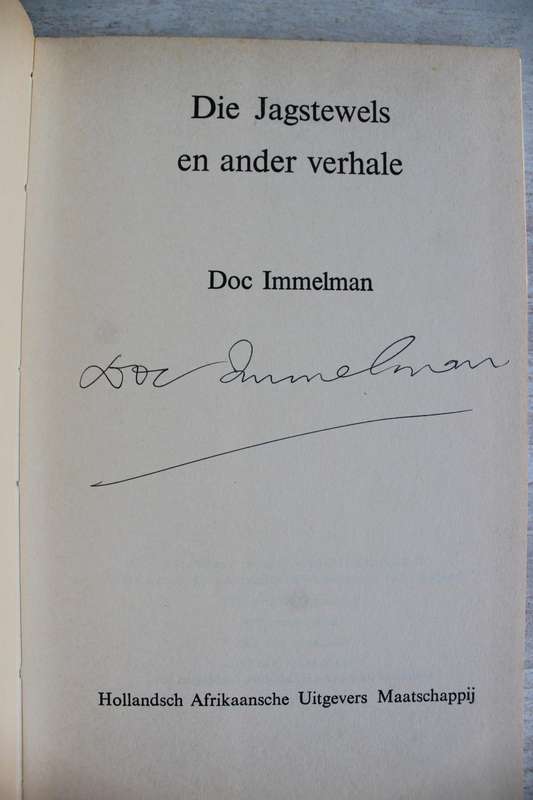 Die Jagstewels
en ander verhale
Doc Immelman
Doc Immelman
Hollandsch Afrikaansche Uitgevers Maatschappij